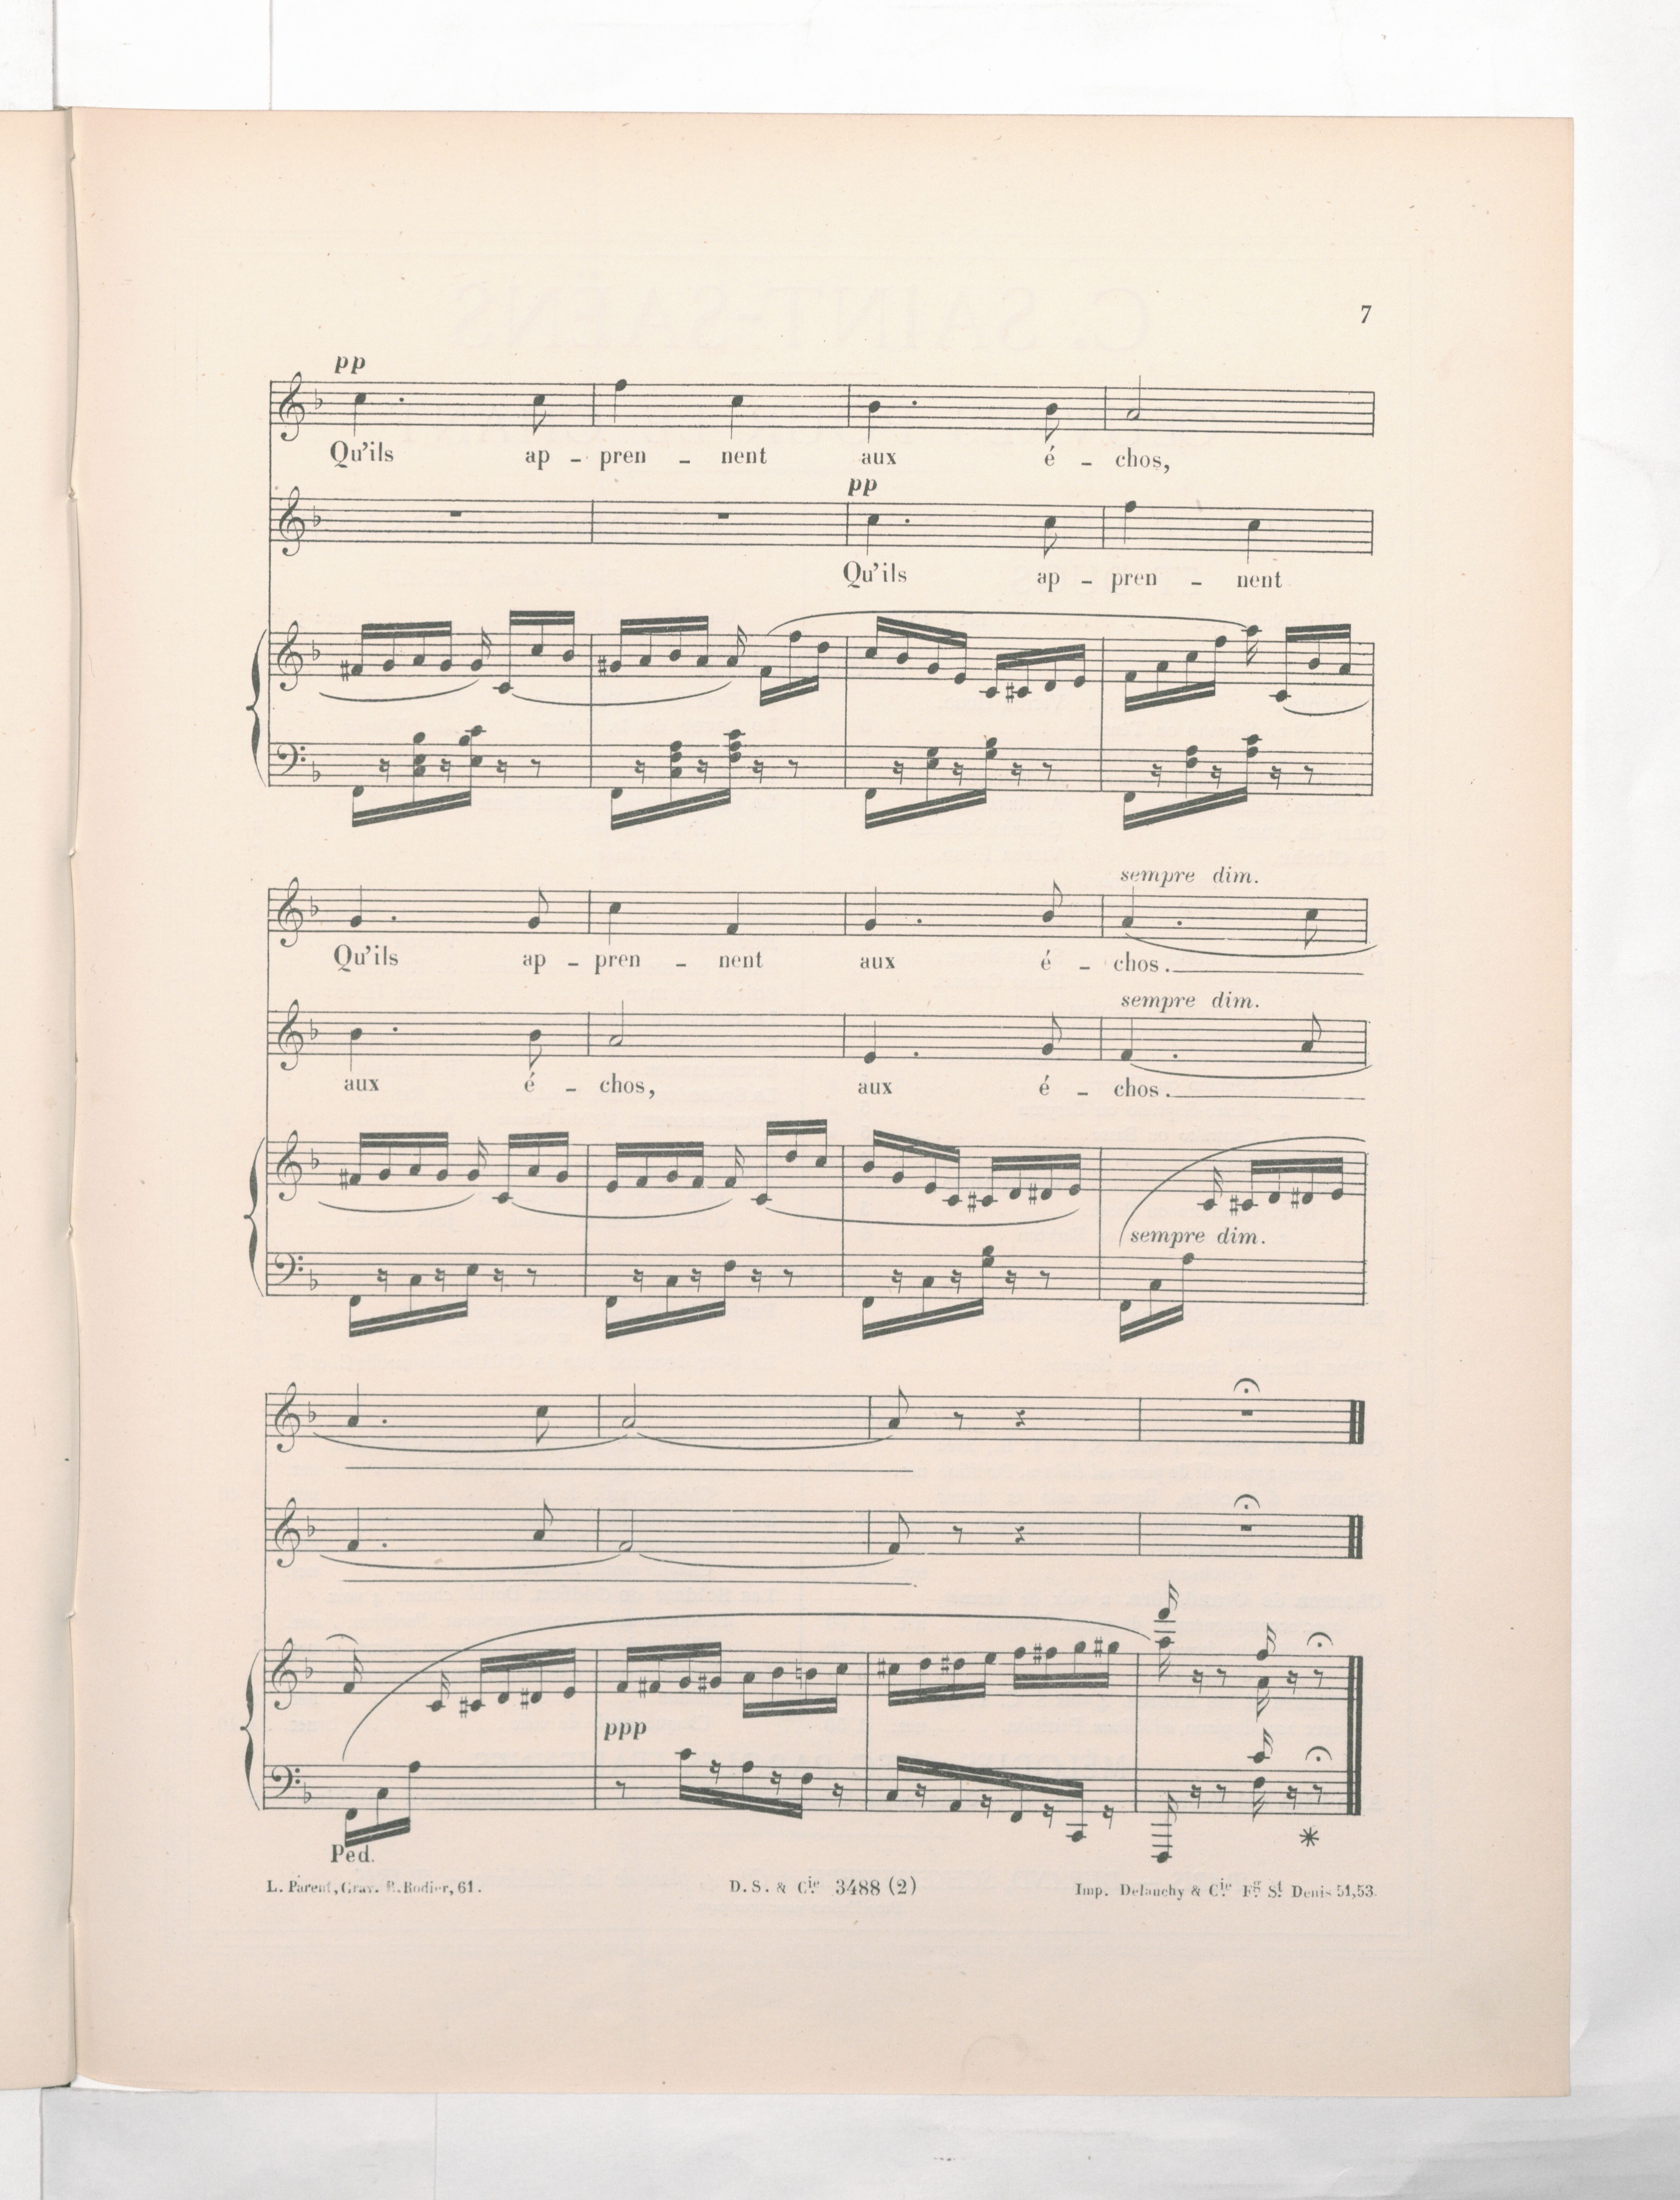 7
pp
Qu'ils ap - pren - nent aux é - chos,
pp
Qu'ils ap - pren - nent
sempre dim.
Qu'ils ap - pren - nent aux é - chos.
sempre dim.
aux é - chos, aux é - chos.
sempre dim.
ppp
Ped.
L. Parent, Grav. R. Rodier, 61. D. S. & Cie 3488 (2) Imp. Delanchy & Cie Fg St Denis 51,53.